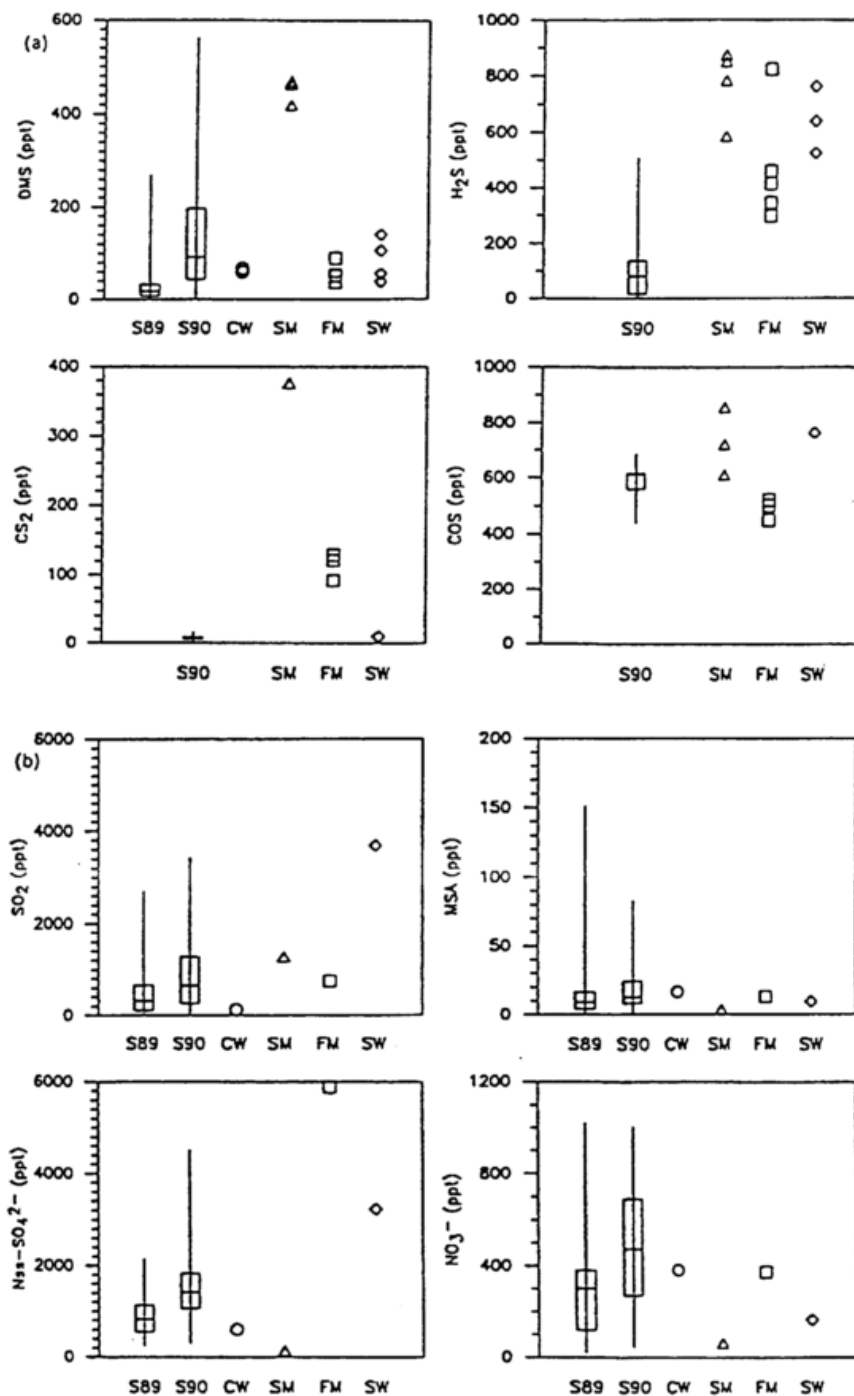 (a)
600
400
200
0
DMS (ppt)
S89 S90 CW SM FM SW
1000
800
600
400
200
0
H₂S (ppt)
S90 SM FM SW
400
300
200
100
0
CS₂ (ppt)
S90 SM FM SW
1000
800
600
400
200
0
COS (ppt)
S90 SM FM SW
(b)
6000
4000
2000
0
SO₂ (ppt)
S89 S90 CW SM FM SW
200
150
100
50
0
MSA (ppt)
S89 S90 CW SM FM SW
6000
4000
2000
0
Nss-SO₄²⁻ (ppt)
S89 S90 CW SM FM SW
1200
800
400
0
NO₃⁻ (ppt)
S89 S90 CW SM FM SW